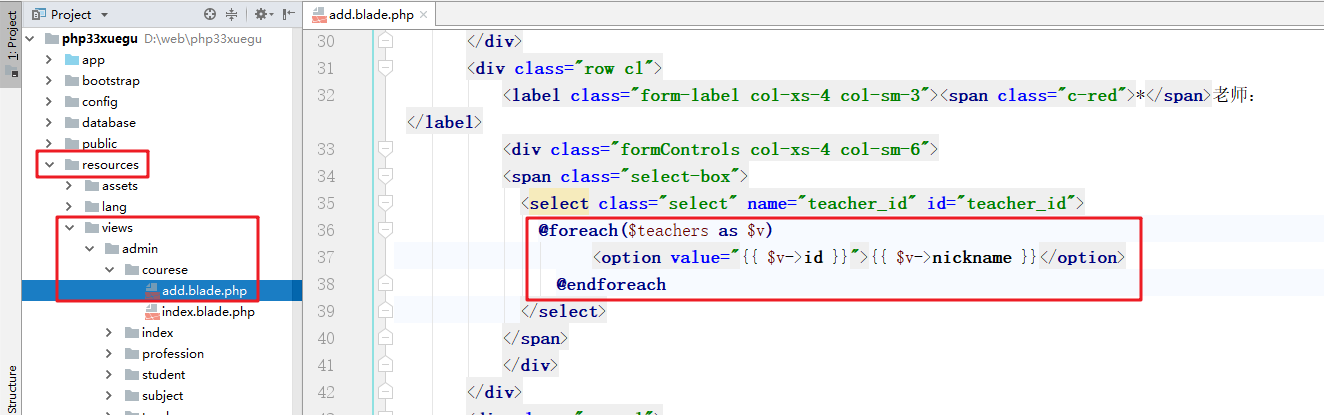 1: Project
Structure
Project
php33xuegu D:\web\php33xuegu
app
bootstrap
config
database
public
resources
assets
lang
views
admin
courese
add.blade.php
index.blade.php
index
profession
student
subject
add.blade.php
30 </div>
31 <div class="row cl">
32 <label class="form-label col-xs-4 col-sm-3"><span class="c-red">*</span>老师:
</label>
33 <div class="formControls col-xs-4 col-sm-6">
34 <span class="select-box">
35 <select class="select" name="teacher_id" id="teacher_id">
36 @foreach($teachers as $v)
37 <option value="{{ $v->id }}">{{ $v->nickname }}</option>
38 @endforeach
39 </select>
40 </span>
41 </div>
42 </div>